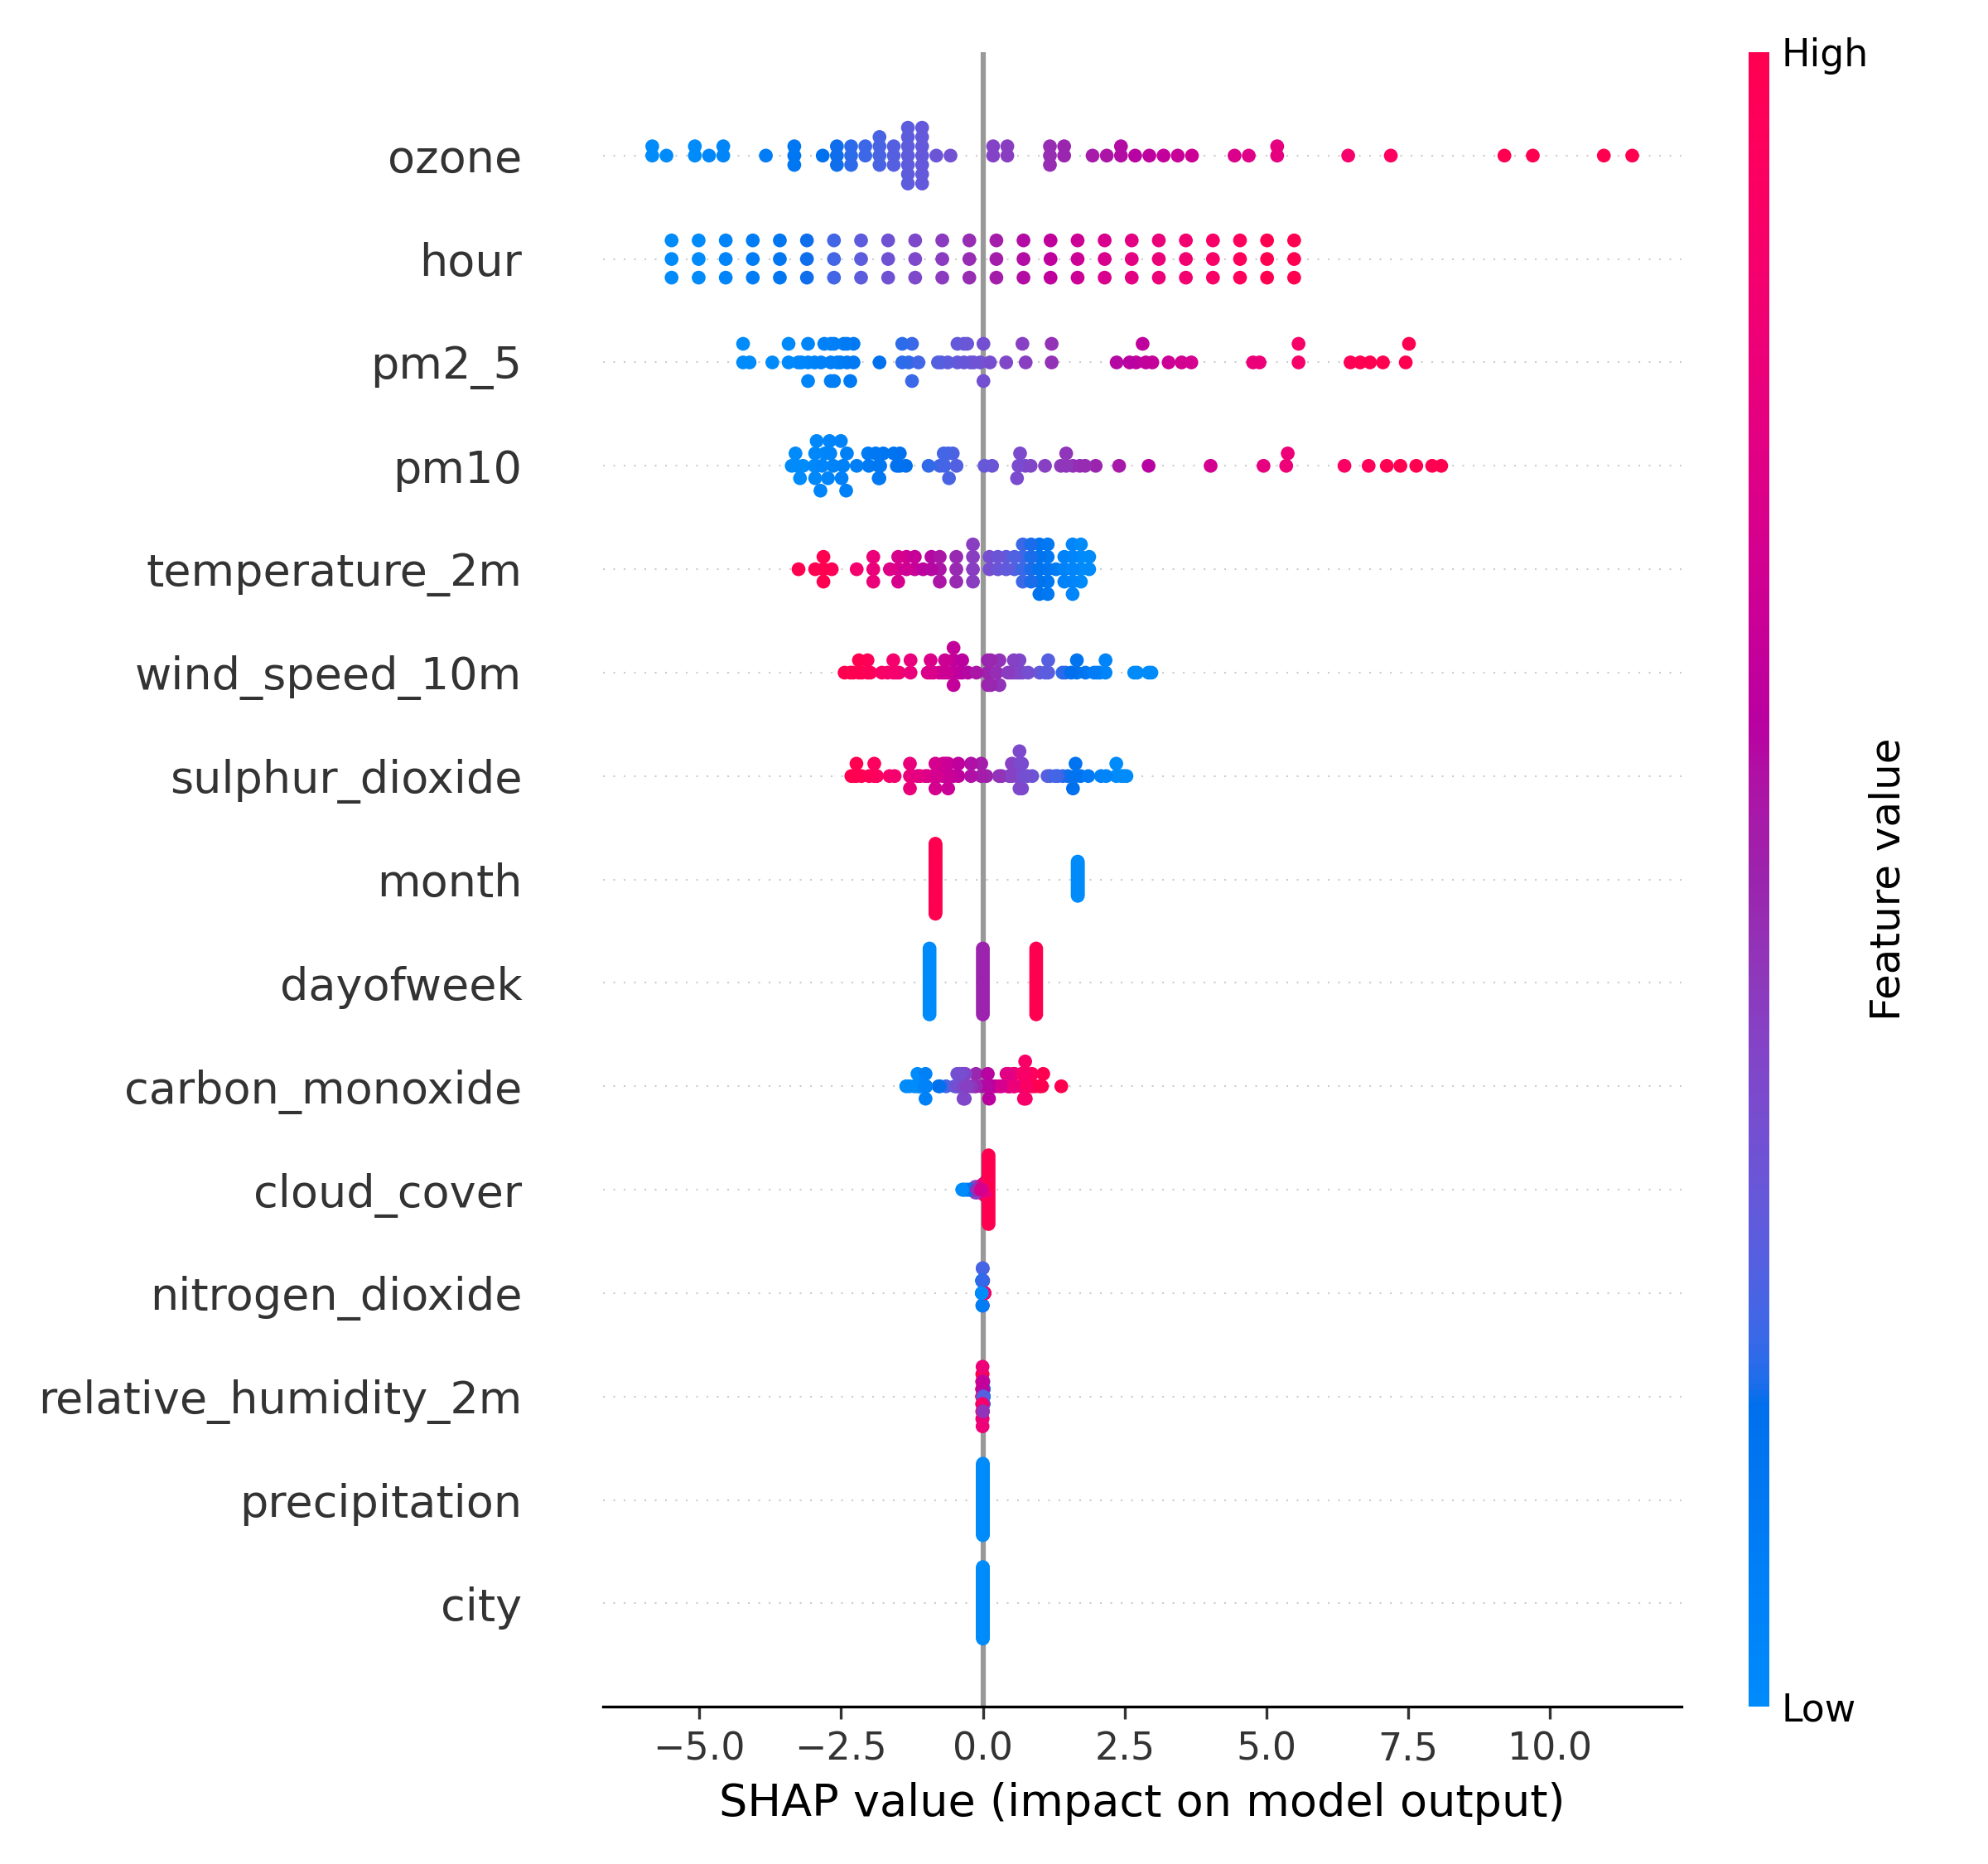 High
ozone
hour
pm2_5
pm10
temperature_2m
wind_speed_10m
sulphur_dioxide
month
dayofweek
carbon_monoxide
cloud_cover
nitrogen_dioxide
relative_humidity_2m
precipitation
city
Feature value
Low
−5.0 −2.5 0.0 2.5 5.0 7.5 10.0
SHAP value (impact on model output)